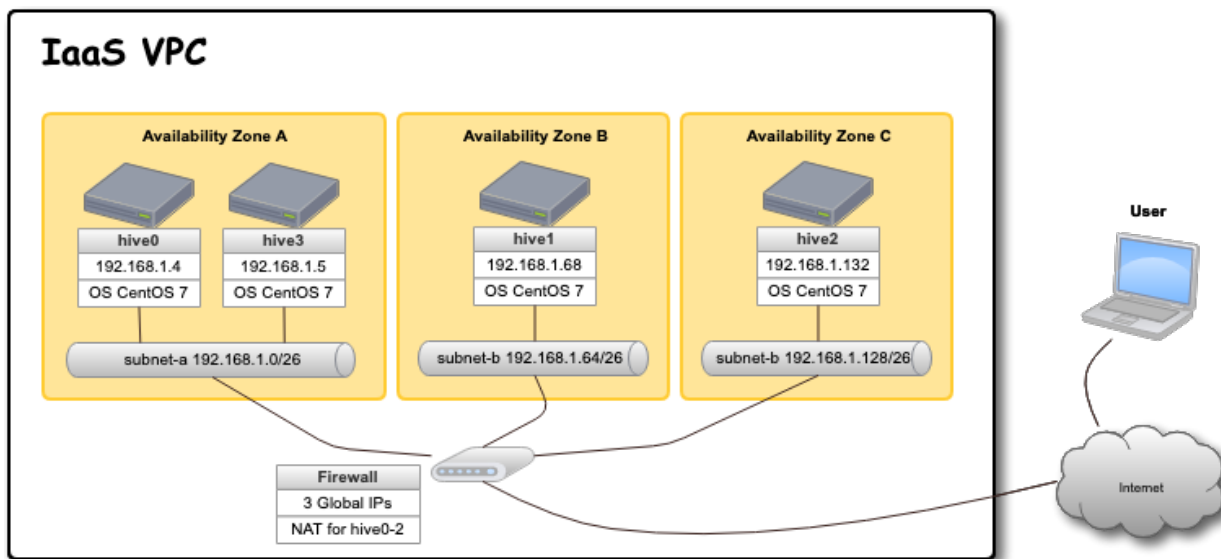 IaaS VPC
Availability Zone A
hive0
192.168.1.4
OS CentOS 7
hive3
192.168.1.5
OS CentOS 7
subnet-a 192.168.1.0/26
Availability Zone B
hive1
192.168.1.68
OS CentOS 7
subnet-b 192.168.1.64/26
Availability Zone C
hive2
192.168.1.132
OS CentOS 7
subnet-b 192.168.1.128/26
Firewall
3 Global IPs
NAT for hive0-2
User
Internet